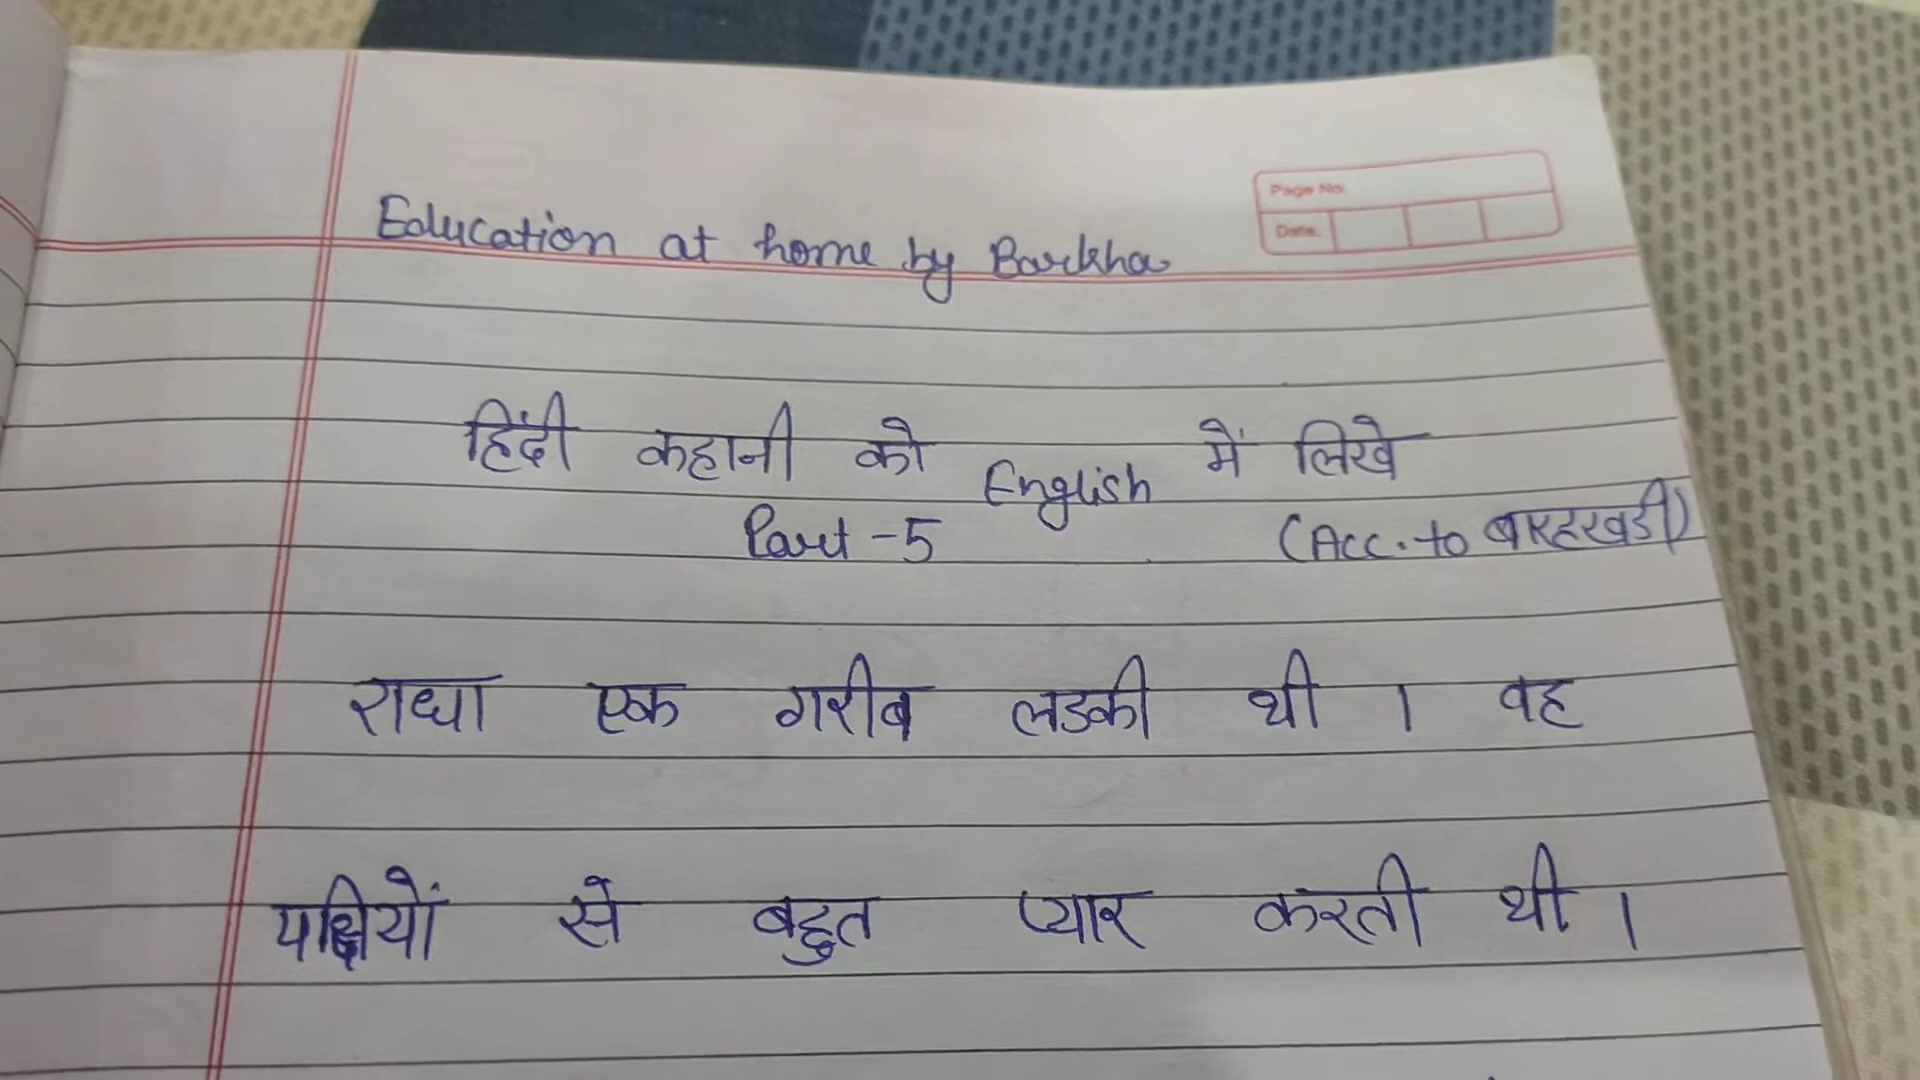 Page No.
Date
Education at home by Barkha
हिंदी कहानी को English में लिखे
Part-5 (Acc. to बारहखडी)
राधा एक गरीब लडकी थी । वह
पक्षियों से बहुत प्यार करती थी ।